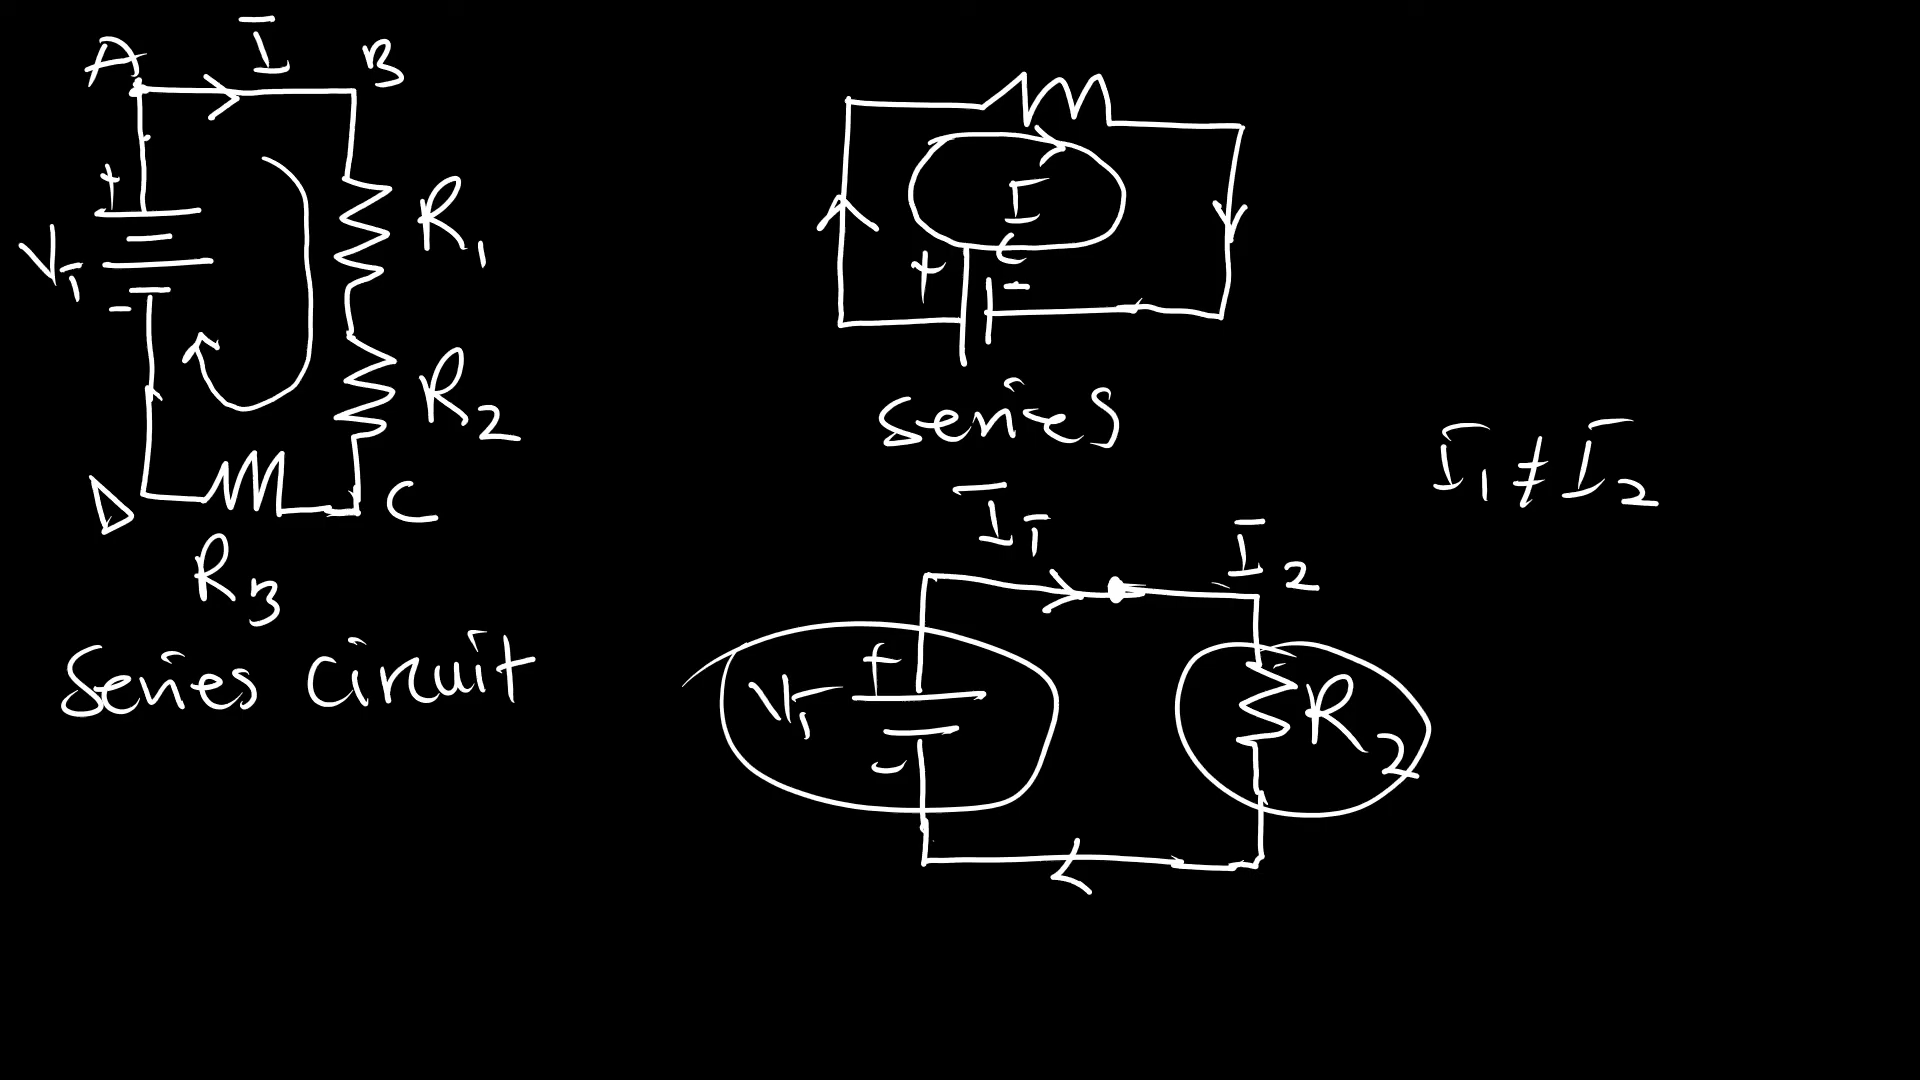 A
I
B
+
V₁
-
R₁
R₂
D
C
R₃
series circuit
I
+
-
series
I₁ ≠ I₂
I₁
I₂
+
V₁
-
R₂